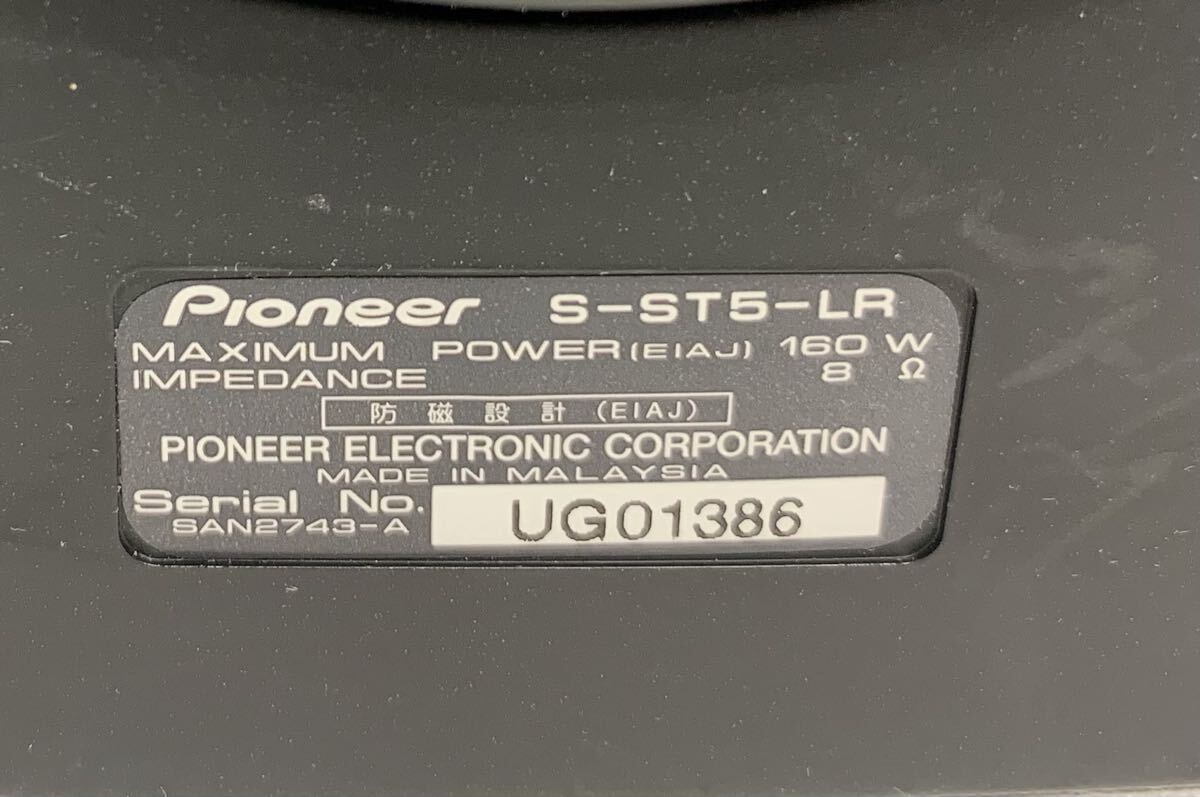 Pioneer S-ST5-LR
MAXIMUM POWER (EIAJ) 160 W
IMPEDANCE 8 Ω
防磁設計 (EIAJ)
PIONEER ELECTRONIC CORPORATION
MADE IN MALAYSIA
Serial No. UG01386
SAN2743-A